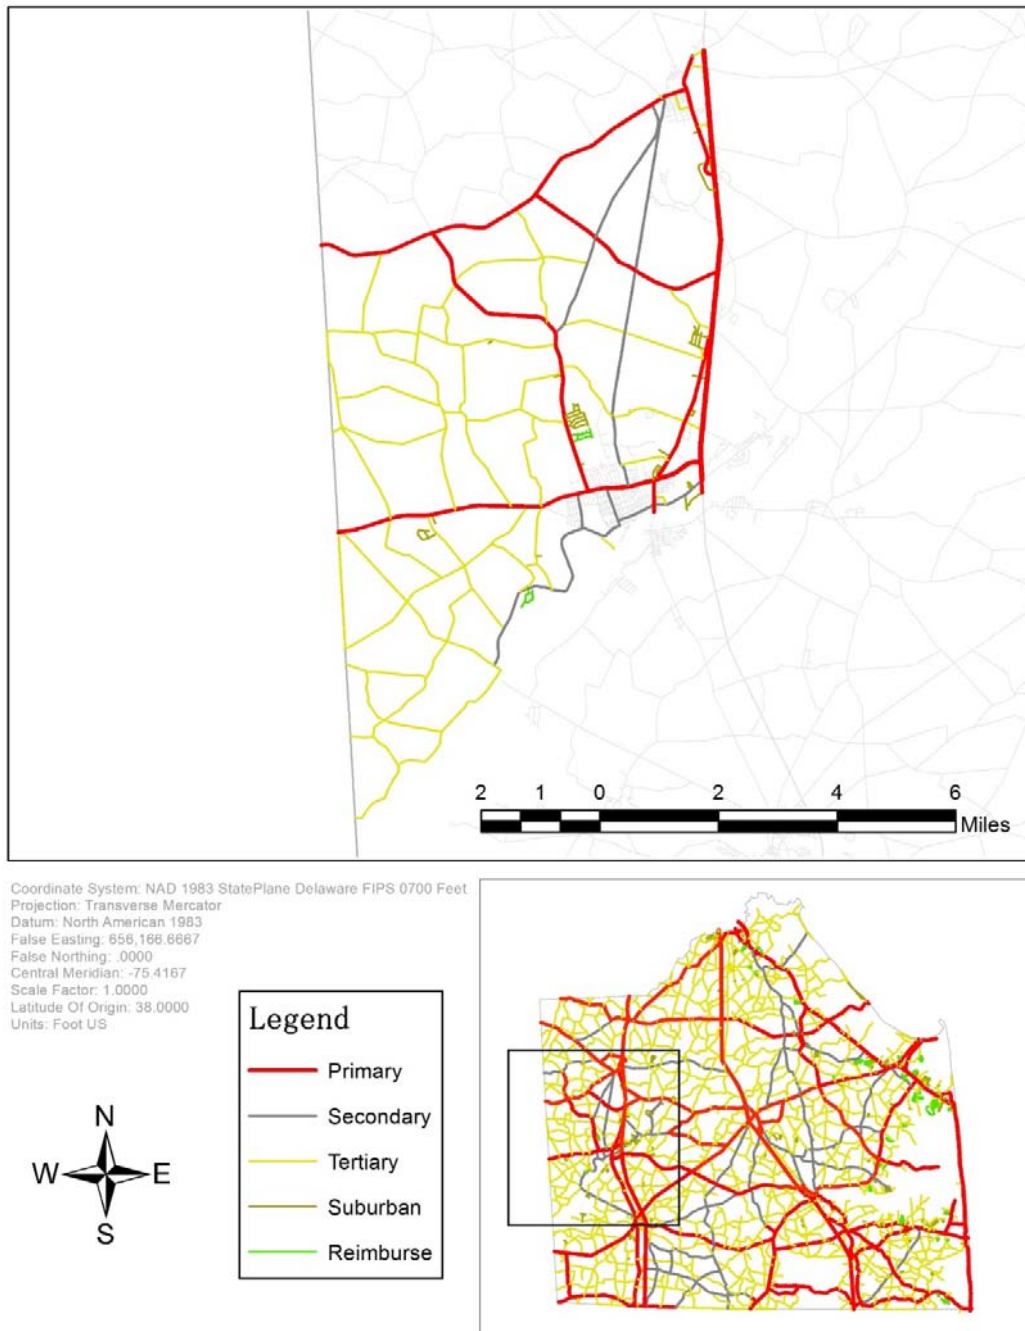 2 1 0 2 4 6
Miles
Coordinate System: NAD 1983 StatePlane Delaware FIPS 0700 Feet
Projection: Transverse Mercator
Datum: North American 1983
False Easting: 656,166.6667
False Northing: .0000
Central Meridian: -75.4167
Scale Factor: 1.0000
Latitude Of Origin: 38.0000
Units: Foot US
Legend
Primary
Secondary
Tertiary
Suburban
Reimburse
N
W E
S